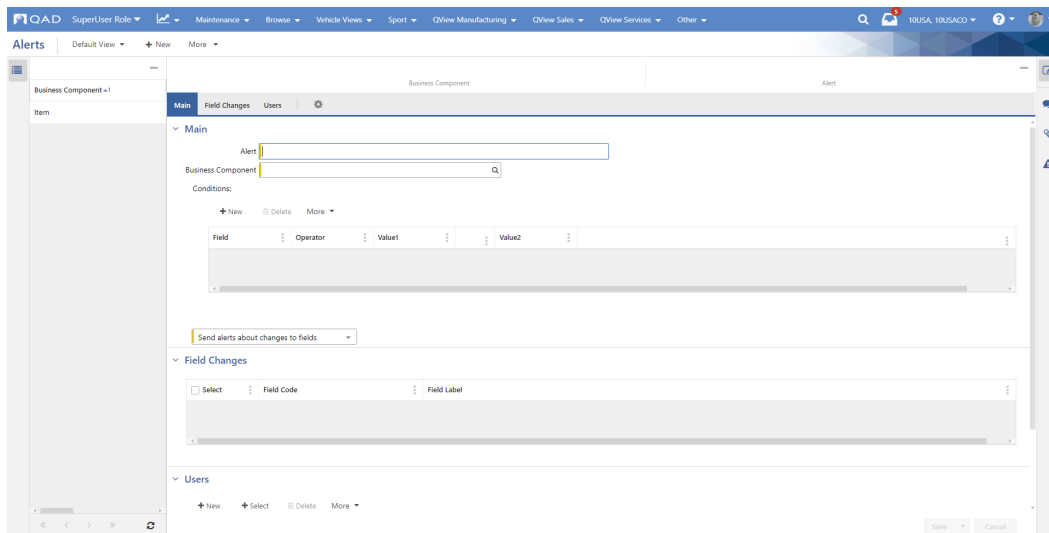 QAD SuperUser Role Maintenance Browse Vehicle Views Sport QView Manufacturing QView Sales QView Services Other 5 10USA, 10USACO ?
Alerts Default View + New More
Business Component Alert
Business Component 1
Item
Main Field Changes Users
Main
Alert
Business Component
Conditions:
+ New Delete More
Field Operator Value1 Value2
Send alerts about changes to fields
Field Changes
Select Field Code Field Label
Users
+ New + Select Delete More
Save Cancel